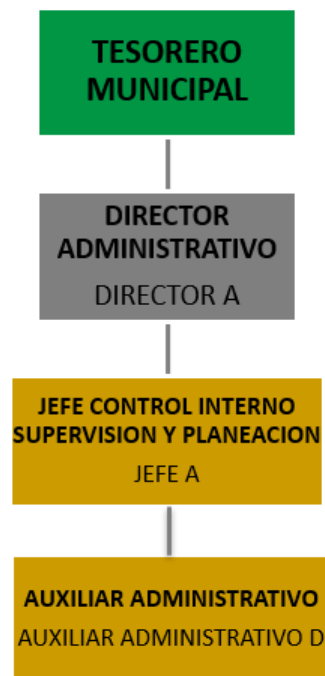 TESORERO
MUNICIPAL
DIRECTOR
ADMINISTRATIVO
DIRECTOR A
JEFE CONTROL INTERNO
SUPERVISION Y PLANEACION
JEFE A
AUXILIAR ADMINISTRATIVO
AUXILIAR ADMINISTRATIVO D